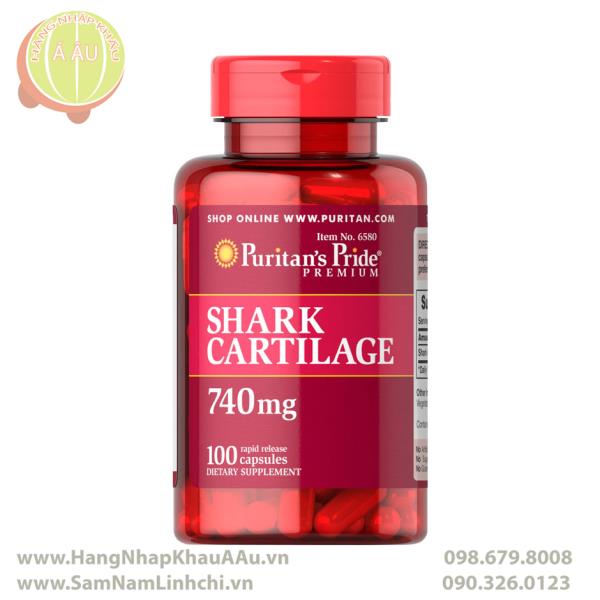 HÀNG NHẬP KHẨU
Á ÂU
SHOP ONLINE WWW.PURITAN.COM
Item No. 6580
Puritan's Pride®
PREMIUM
SHARK
CARTILAGE
740mg
100 rapid release
capsules
DIETARY SUPPLEMENT
www.HangNhapKhauAAu.vn
098.679.8008
www.SamNamLinhchi.vn
090.326.0123